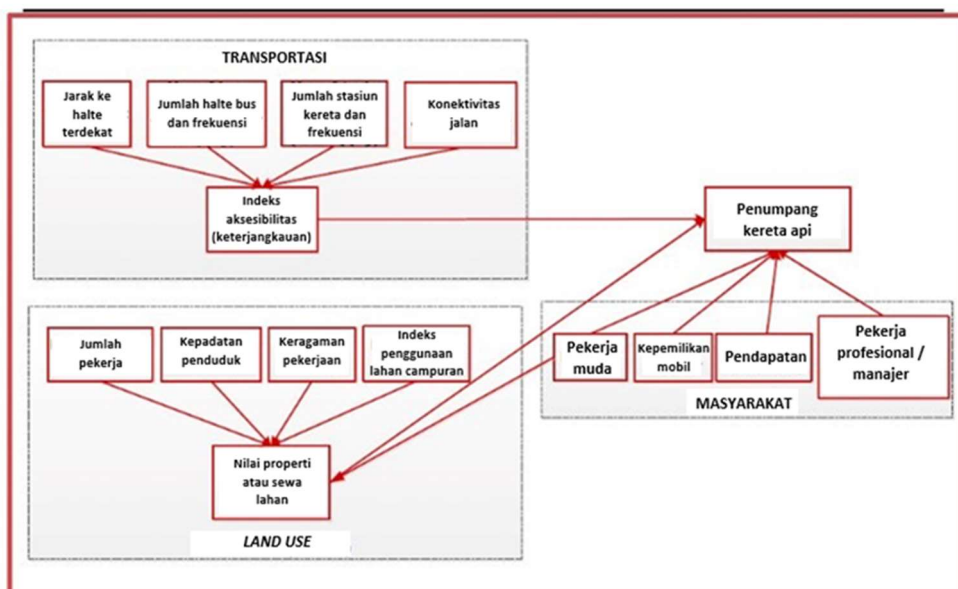 TRANSPORTASI
Jarak ke
halte
terdekat
Jumlah halte bus
dan frekuensi
Jumlah stasiun
kereta dan
frekuensi
Konektivitas
jalan
Indeks
aksesibilitas
(keterjangkauan)
Penumpang
kereta api
Jumlah
pekerja
Kepadatan
penduduk
Keragaman
pekerjaan
Indeks
penggunaan
lahan campuran
Nilai properti
atau sewa
lahan
LAND USE
Pekerja
muda
Kepemilikan
mobil
Pendapatan
Pekerja
profesional /
manajer
MASYARAKAT